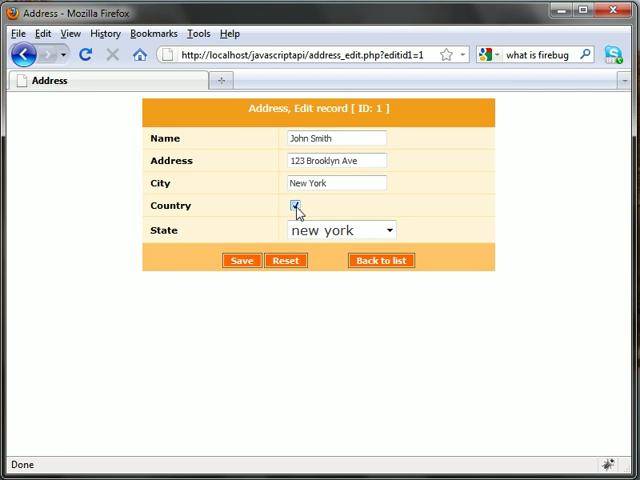 Address - Mozilla Firefox
File Edit View History Bookmarks Tools Help
http://localhost/javascriptapi/address_edit.php?editid1=1 what is firebug
Address
Address, Edit record [ ID: 1 ]
Name John Smith
Address 123 Brooklyn Ave
City New York
Country
State new york
Save Reset Back to list
Done